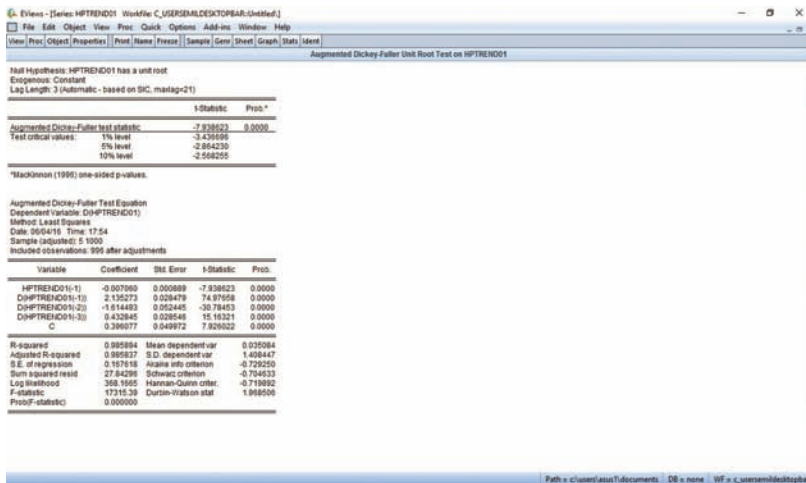 EViews - [Series: HPTREND01 Workfile: C_USERSEMILDESKTOPBAR::Untitled\]
File Edit Object View Proc Quick Options Add-ins Window Help
View Proc Object Properties Print Name Freeze Sample Genr Sheet Graph Stats Ident
Augmented Dickey-Fuller Unit Root Test on HPTREND01
Null Hypothesis: HPTREND01 has a unit root
Exogenous: Constant
Lag Length: 3 (Automatic - based on SIC, maxlag=21)
t-Statistic Prob.*
Augmented Dickey-Fuller test statistic -7.938623 0.0000
Test critical values: 1% level -3.436696
5% level -2.864230
10% level -2.568255
*MacKinnon (1996) one-sided p-values.
Augmented Dickey-Fuller Test Equation
Dependent Variable: D(HPTREND01)
Method: Least Squares
Date: 06/04/16 Time: 17:54
Sample (adjusted): 5 1000
Included observations: 996 after adjustments
Variable Coefficient Std. Error t-Statistic Prob.
HPTREND01(-1) -0.007060 0.000889 -7.938623 0.0000
D(HPTREND01(-1)) 2.135273 0.028479 74.97658 0.0000
D(HPTREND01(-2)) -1.614493 0.052445 -30.78453 0.0000
D(HPTREND01(-3)) 0.432845 0.028546 15.16321 0.0000
C 0.396077 0.049972 7.926022 0.0000
R-squared 0.985894 Mean dependent var 0.035084
Adjusted R-squared 0.985837 S.D. dependent var 1.408447
S.E. of regression 0.167618 Akaike info criterion -0.729250
Sum squared resid 27.84296 Schwarz criterion -0.704633
Log likelihood 368.1665 Hannan-Quinn criter. -0.719892
F-statistic 17315.39 Durbin-Watson stat 1.968506
Prob(F-statistic) 0.000000
Path = c:\users\asus1\documents DB = none WF = c_usersemildesktopb